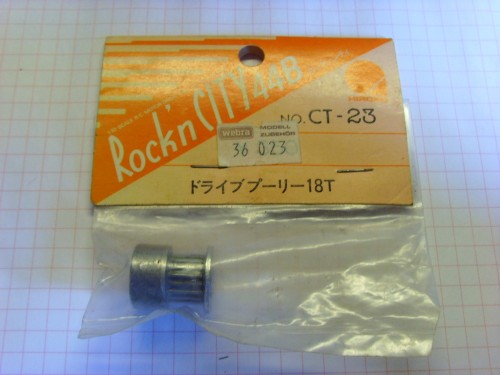 Rock'n CITY 44B
HIRO
NO. CT-23
webra MODELL ZUBEHÖR
36 023
ドライブプーリー18T